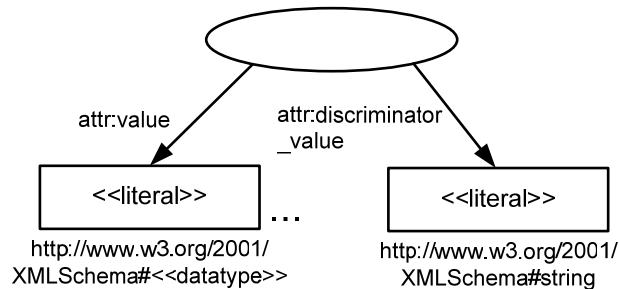 attr:value
attr:discriminator
_value
<<literal>>
...
<<literal>>
http://www.w3.org/2001/
XMLSchema#<<datatype>>
http://www.w3.org/2001/
XMLSchema#string